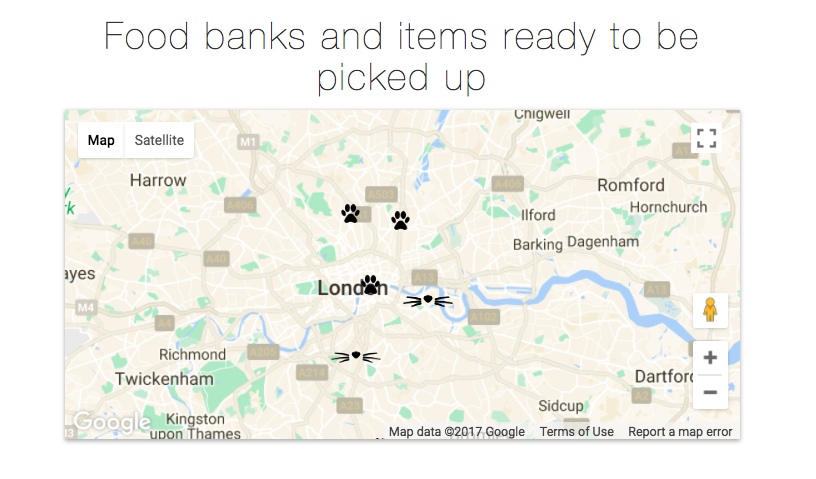 Food banks and items ready to be
picked up
Chigwell
Map Satellite
M1
Harrow
A406
Romford
A503
Hornchurch
A406
Ilford
A40
Barking Dagenham
A40
ayes
A13
London
A13
M4
A102
A4
Richmond
A205
Twickenham
A214
Dartford
A2
A23
Sidcup
Google
Kingston
upon Thames
13
Map data ©2017 Google Terms of Use Report a map error